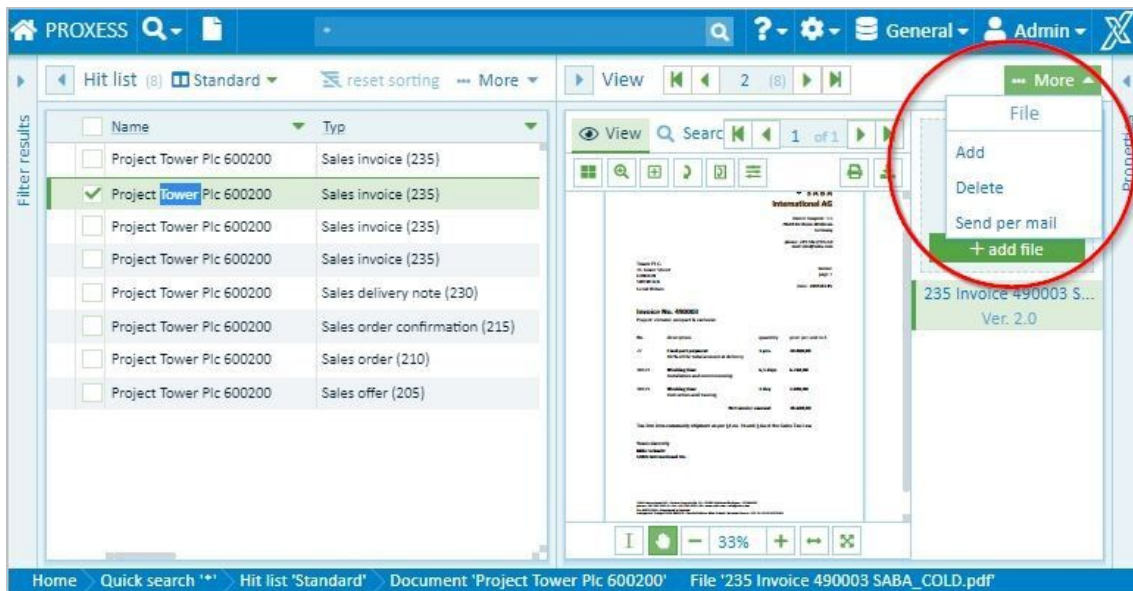 PROXESS
*
General
Admin
Hit list (8) Standard
reset sorting
More
View
2 (8)
More
Filter results
Name
Typ
Project Tower Plc 600200 Sales invoice (235)
Project Tower Plc 600200 Sales invoice (235)
Project Tower Plc 600200 Sales invoice (235)
Project Tower Plc 600200 Sales invoice (235)
Project Tower Plc 600200 Sales delivery note (230)
Project Tower Plc 600200 Sales order confirmation (215)
Project Tower Plc 600200 Sales order (210)
Project Tower Plc 600200 Sales offer (205)
View Searc 1 of 1
SABA
International AG
Invoice No. 490003
33%
File
Add
Delete
Send per mail
+ add file
235 Invoice 490003 S...
Ver. 2.0
Properties
Home Quick search '*' Hit list 'Standard' Document 'Project Tower Plc 600200' File '235 Invoice 490003 SABA_COLD.pdf'